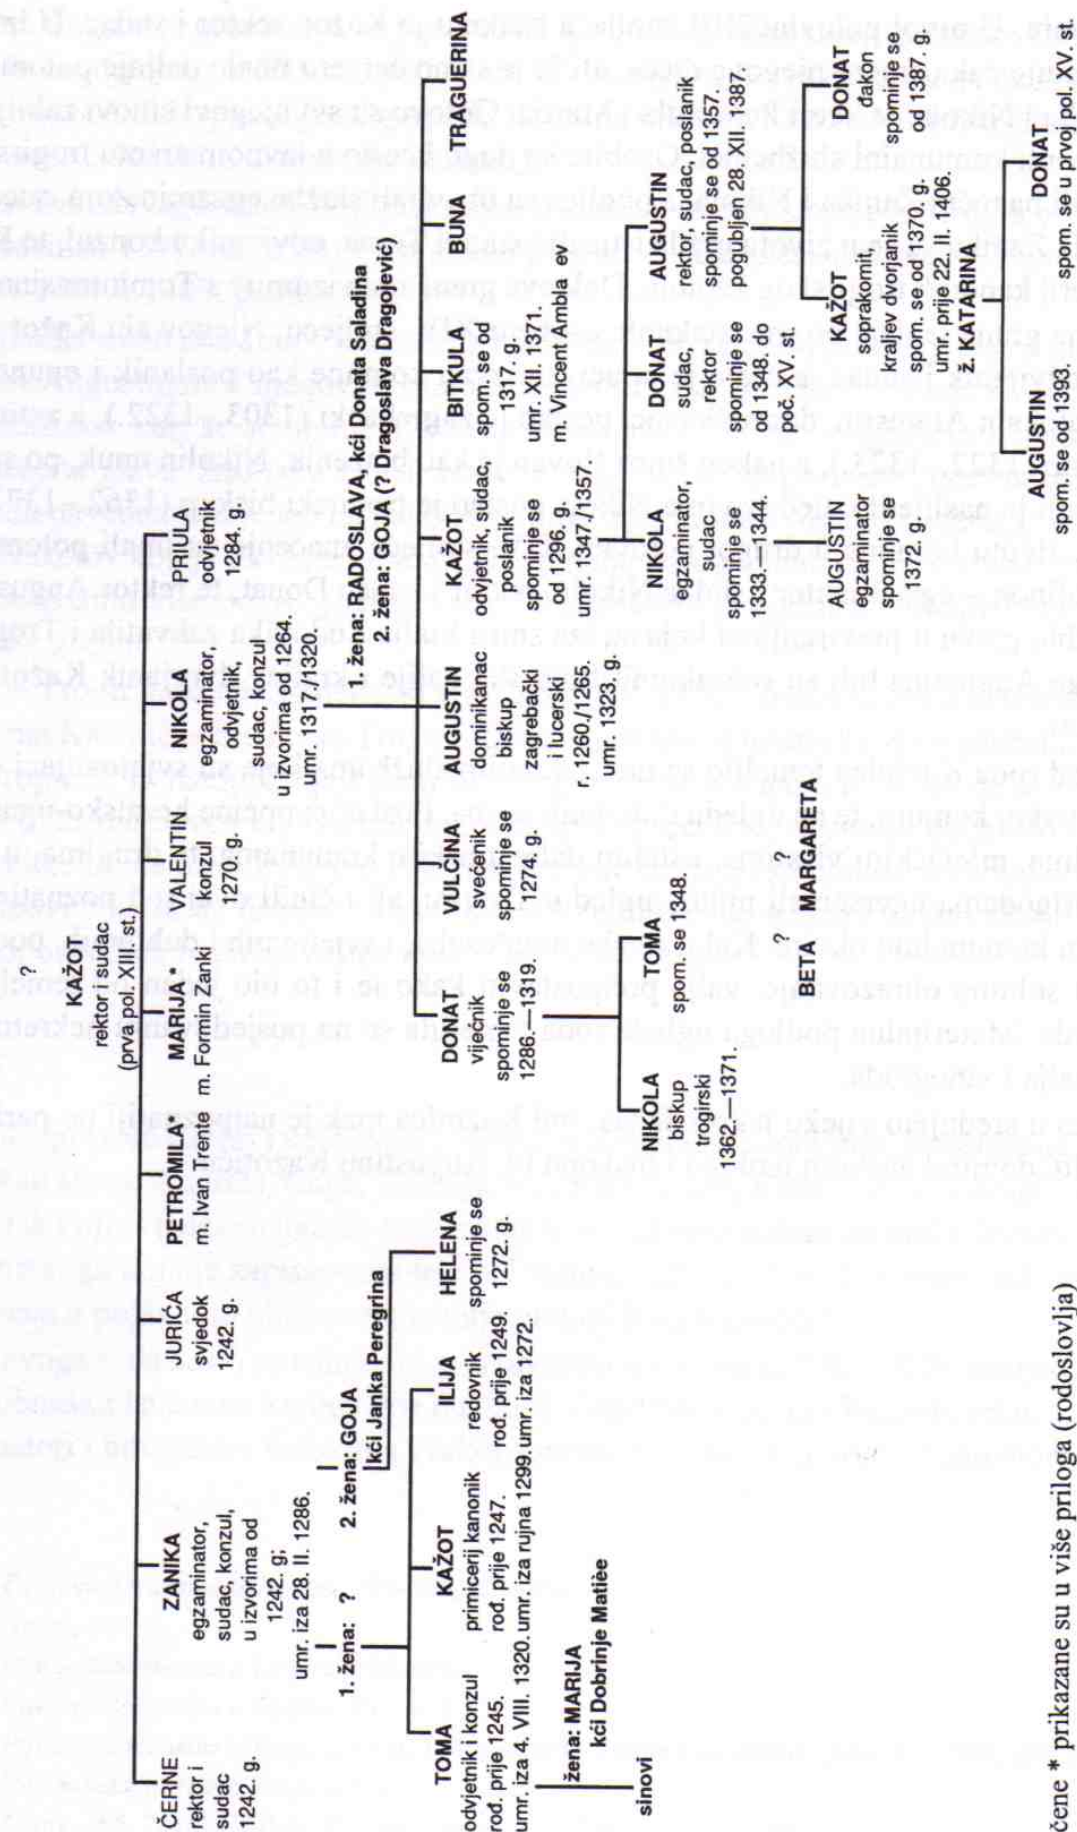 ?
KAŽOT
rektor sudac
(prva pol. XIII. st.)
ČERNE
rektor i
sudac
1242. g.
ZANIKA
egzaminator,
sudac, konzul,
u izvorima od
1242. g;
umr. iza 28. II. 1286.
JURIĆA
svjedok
1242. g.
PETROMILA*
m. Ivan Trente
MARIJA*
m. Formin Zanki
VALENTIN
konzul
1270. g.
NIKOLA
egzaminator,
odvjetnik,
sudac, konzul
u izvorima od 1264.
umr. 1317./1320.
PRIULA
odvjetnik
1284. g.
1. žena: ?
2. žena: GOJA
kći Janka Peregrina
1. žena: RADOSLAVA, kći Donata Saladina
2. žena: GOJA (? Dragoslava Dragojević)
TOMA
odvjetnik i konzul
rođ. prije 1245.
umr. iza 4. VIII. 1320.
KAŽOT
primicerij kanonik
rođ. prije 1247.
umr. iza rujna 1299.
ILIJA
redovnik
rođ. prije 1249.
umr. iza 1272.
HELENA
spominje se
1272. g.
žena: MARIJA
kći Dobrinje Matièe
sinovi
DONAT
vijećnik
spominje se
1286.—1319.
VULCINA
svećenik
spominje se
1274. g.
AUGUSTIN
dominikanac
biskup
zagrebački
i lucerski
r. 1260./1265.
umr. 1323. g.
KAŽOT
odvjetnik, sudac,
poslanik
spominje se
od 1296. g.
umr. 1347./1357.
BITKULA
spom. se od
1317. g.
umr. XIII. 1371.
m. Vincent Ambla ev
BUNA
TRAGUERINA
NIKOLA
biskup
trogirski
1362.—1371.
TOMA
spom. se 1348.
NIKOLA
egzaminator,
sudac
spominje se
1333.—1344.
DONAT
sudac,
rektor
spominje se
od 1348. do
poč. XV. st.
AUGUSTIN
rektor, sudac, poslanik,
spominje se od 1357.
pogubljen 28. XII. 1387.
?
?
BETA
MARGARETA
AUGUSTIN
egzaminator
spominje se
1372. g.
KAŽOT
soprakomit,
kraljev dvorjanik
spom. se od 1370. g.
umr. prije 22. II. 1406.
ž. KATARINA
DONAT
đakon
spominje se
od 1387. g.
AUGUSTIN
spom. se od 1393.
DONAT
spom. se u prvoj pol. XV. st.
čene * prikazane su u više priloga (rodoslovlja)